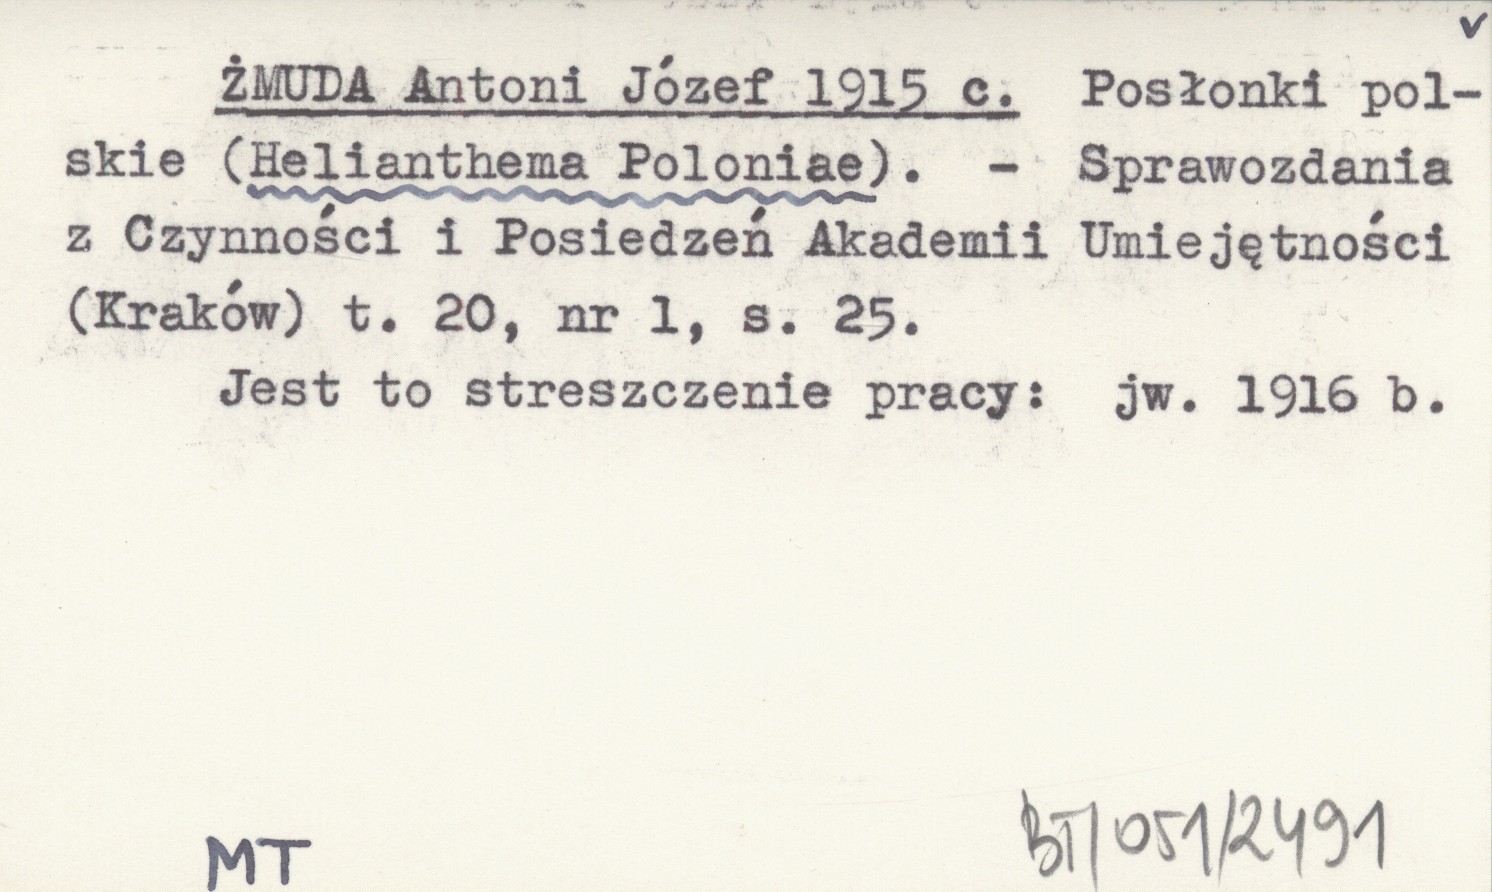 v
ŻMUDA Antoni Józef 1915 c. Posłonki pol-
skie (Helianthema Poloniae). - Sprawozdania
z Czynności i Posiedzeń Akademii Umiejętności
(Kraków) t. 20, nr 1, s. 25.
Jest to streszczenie pracy: jw. 1916 b.
MT
BT/051/2491